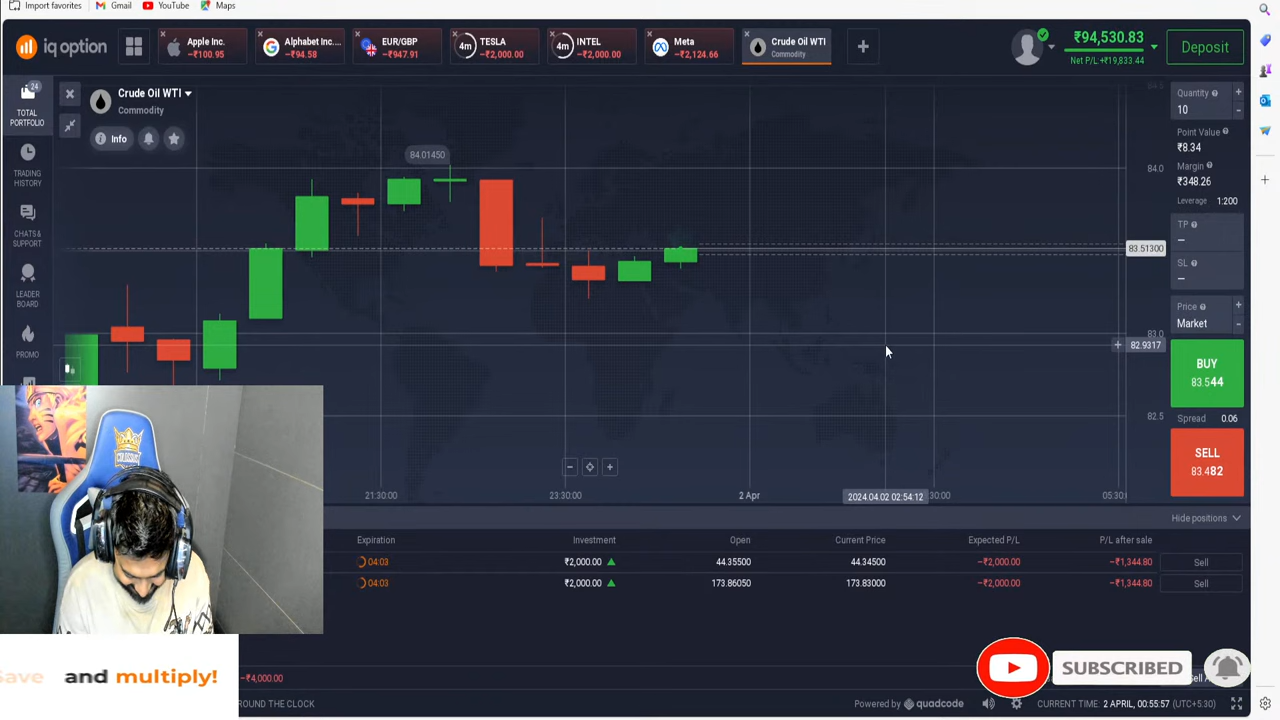 Import favorites
Gmail
YouTube
Maps
iq option
Apple Inc.
−₹100.95
Alphabet Inc....
−₹94.58
EUR/GBP
−₹947.91
4m
TESLA
−₹2,000.00
4m
INTEL
−₹2,000.00
Meta
−₹2,124.66
Crude Oil WTI
Commodity
₹94,530.83
Net P/L +₹19,833.44
Deposit
24
TOTAL
PORTFOLIO
TRADING
HISTORY
CHATS &
SUPPORT
LEADER
BOARD
PROMO
Crude Oil WTI
Commodity
Info
84.01450
84.0
83.51300
83.0
82.9317
82.5
Quantity
10
Point Value
₹8.34
Margin
₹348.26
Leverage 1:200
TP
−
SL
−
Price
Market
BUY
83.544
Spread 0.06
SELL
83.482
21:30:00
23:30:00
2 Apr
2024.04.02 02:54:12
30:00
05:30:
Hide positions
Expiration
Investment
Open
Current Price
Expected P/L
P/L after sale
04:03
₹2,000.00
44.35500
44.34500
−₹2,000.00
−₹1,344.80
Sell
04:03
₹2,000.00
173.86050
173.83000
−₹2,000.00
−₹1,344.80
Sell
COLOSSUS
Save and multiply!
−₹4,000.00
SUBSCRIBED
ROUND THE CLOCK
Powered by quadcode
CURRENT TIME: 2 APRIL, 00:55:57 (UTC+5:30)